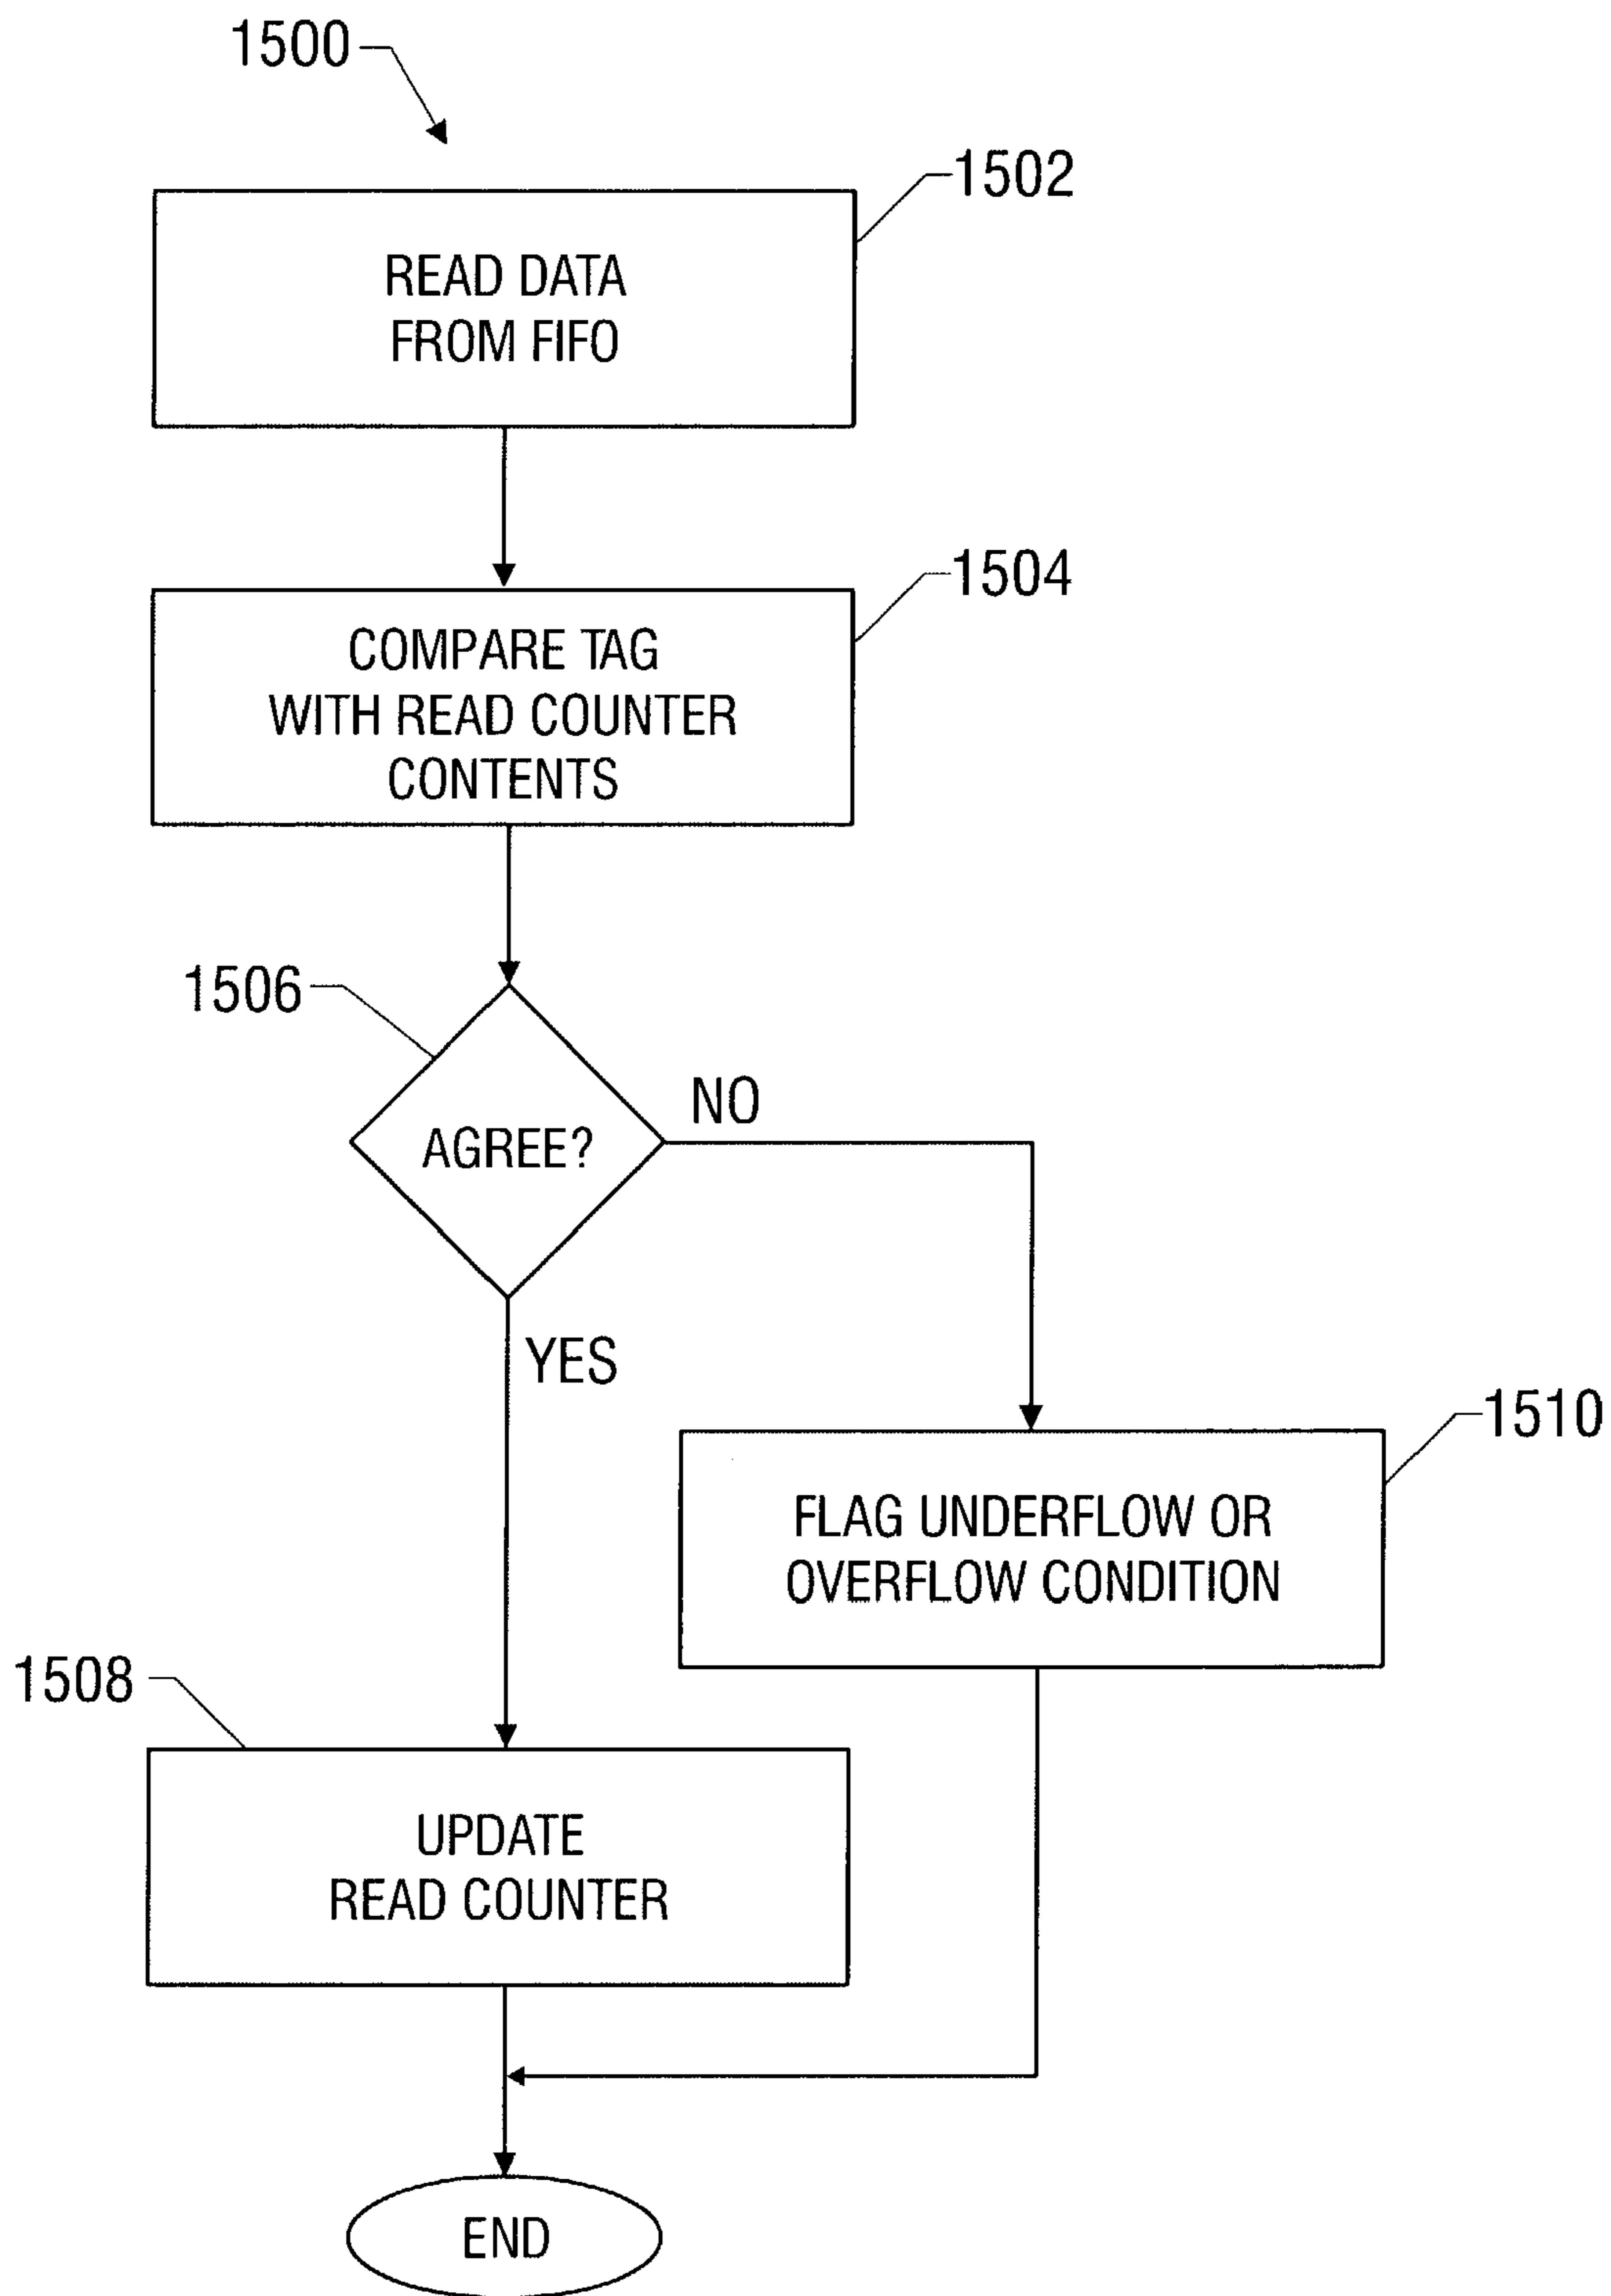 1500
1502
READ DATA
FROM FIFO
1504
COMPARE TAG
WITH READ COUNTER
CONTENTS
1506
AGREE?
NO
YES
1510
FLAG UNDERFLOW OR
OVERFLOW CONDITION
1508
UPDATE
READ COUNTER
END